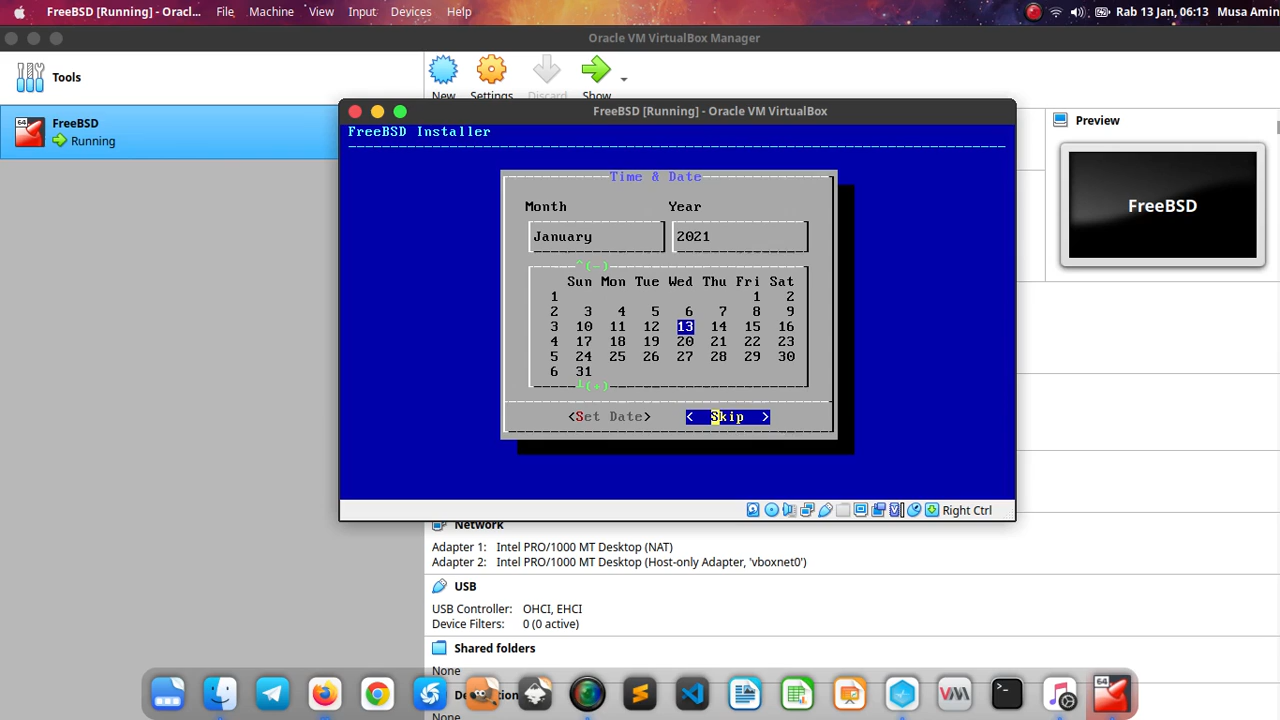 FreeBSD [Running] - Oracl... File Machine View Input Devices Help Rab 13 Jan, 06:13 Musa Amin
Oracle VM VirtualBox Manager
Tools
New Settings Discard Show
64 FreeBSD
Running
FreeBSD [Running] - Oracle VM VirtualBox
FreeBSD Installer
Time & Date
Month Year
January 2021
^(-)
Sun Mon Tue Wed Thu Fri Sat
1 1 2
2 3 4 5 6 7 8 9
3 10 11 12 13 14 15 16
4 17 18 19 20 21 22 23
5 24 25 26 27 28 29 30
6 31
(+)
<Set Date> < Skip >
Right Ctrl
Preview
FreeBSD
Network
Adapter 1: Intel PRO/1000 MT Desktop (NAT)
Adapter 2: Intel PRO/1000 MT Desktop (Host-only Adapter, 'vboxnet0')
USB
USB Controller: OHCI, EHCI
Device Filters: 0 (0 active)
Shared folders
None
None
64